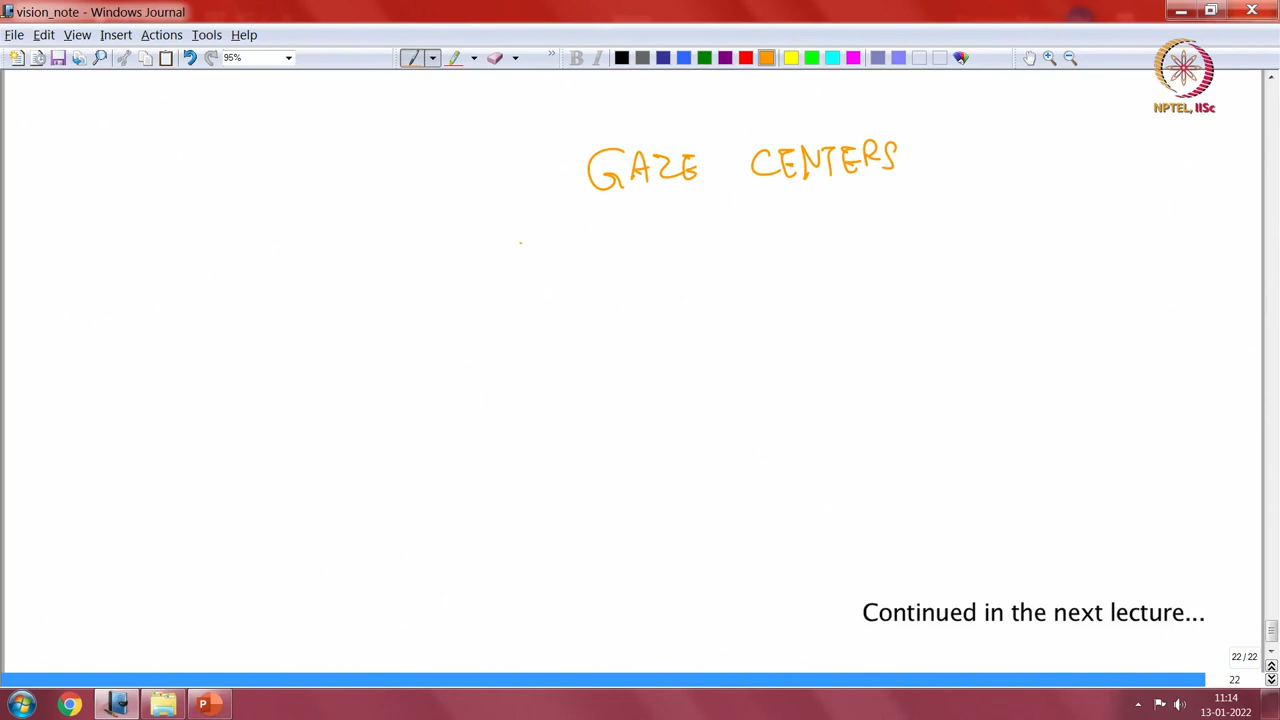 vision_note - Windows Journal
File Edit View Insert Actions Tools Help
95% B I
NPTEL, IISc
GAZE CENTERS
Continued in the next lecture...
22 / 22
22
11:14
13-01-2022